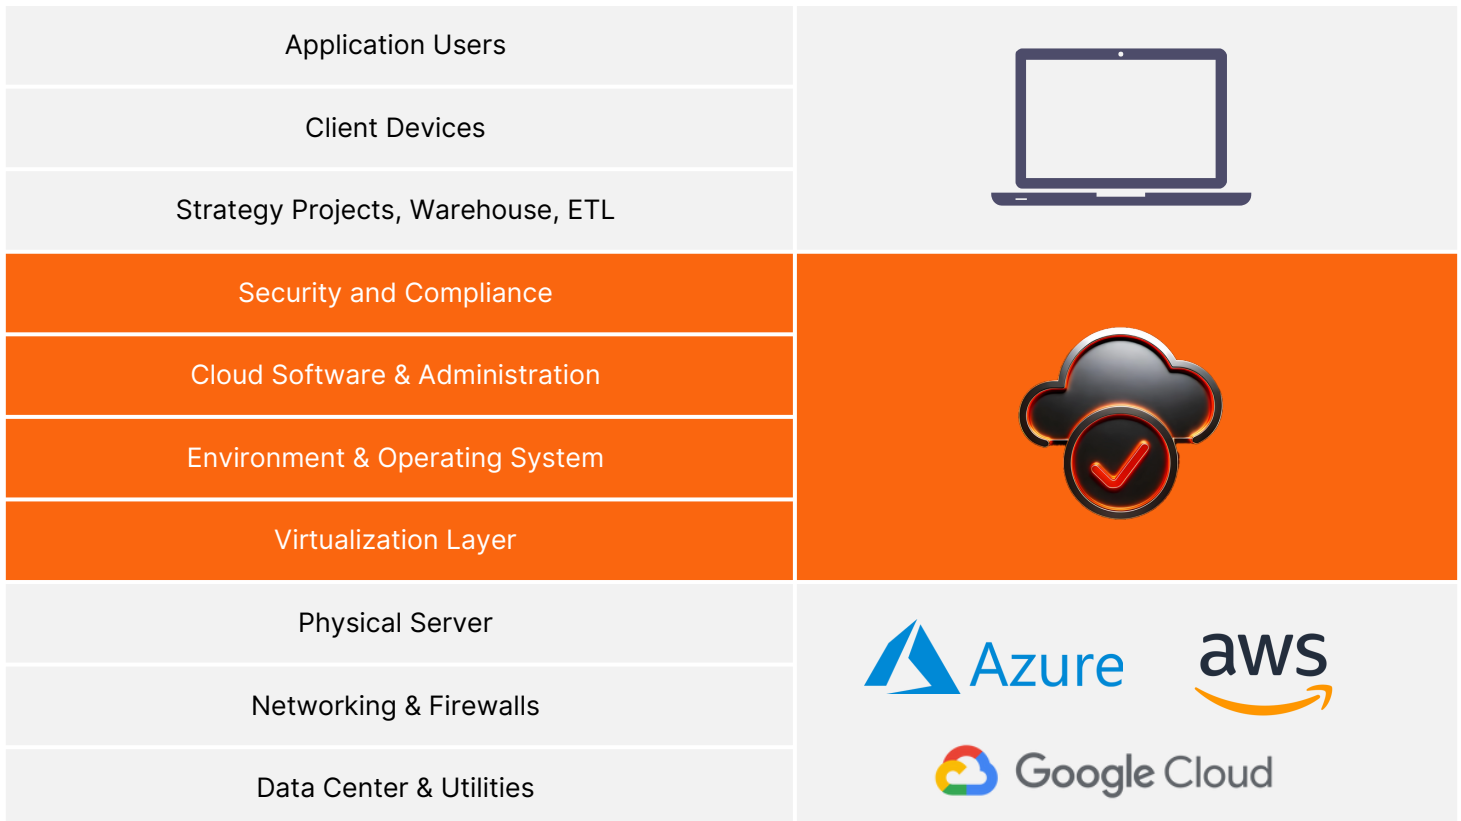 Application Users
Client Devices
Strategy Projects, Warehouse, ETL
Security and Compliance
Cloud Software & Administration
Environment & Operating System
Virtualization Layer
Physical Server
Networking & Firewalls
Data Center & Utilities
Azure
aws
Google Cloud